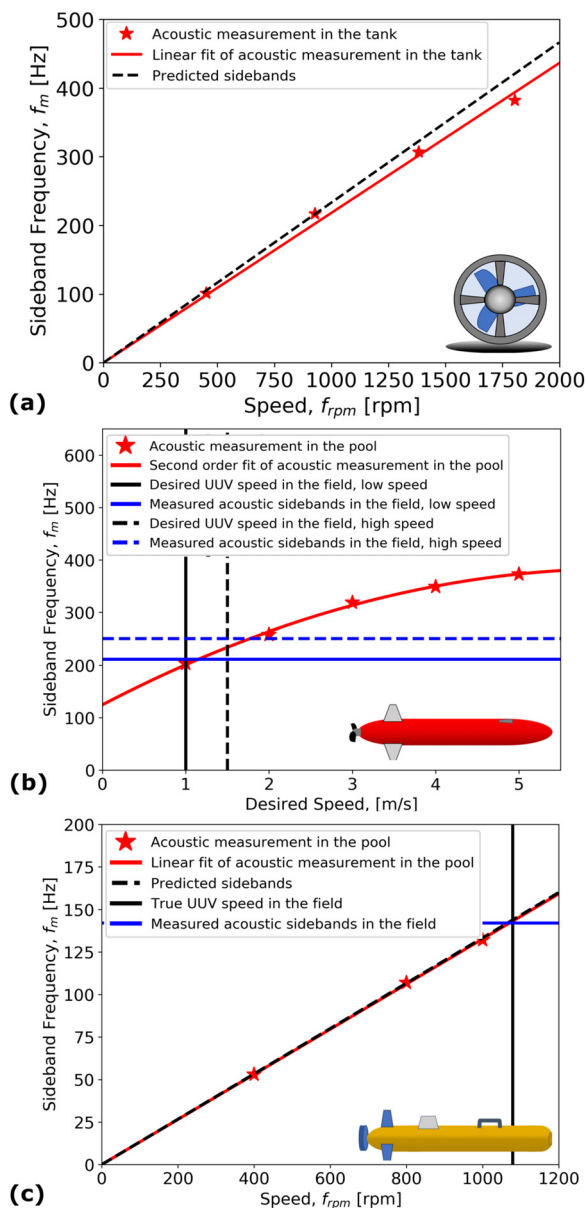 500
400
300
200
100
0
Sideband Frequency, f_m [Hz]
Acoustic measurement in the tank
Linear fit of acoustic measurement in the tank
Predicted sidebands
0 250 500 750 1000 1250 1500 1750 2000
Speed, f_rpm [rpm]
(a)
600
500
400
300
200
100
0
Sideband Frequency, f_m [Hz]
Acoustic measurement in the pool
Second order fit of acoustic measurement in the pool
Desired UUV speed in the field, low speed
Measured acoustic sidebands in the field, low speed
Desired UUV speed in the field, high speed
Measured acoustic sidebands in the field, high speed
0 1 2 3 4 5
Desired Speed, [m/s]
(b)
200
175
150
125
100
75
50
25
0
Sideband Frequency, f_m [Hz]
Acoustic measurement in the pool
Linear fit of acoustic measurement in the pool
Predicted sidebands
True UUV speed in the field
Measured acoustic sidebands in the field
0 200 400 600 800 1000 1200
Speed, f_rpm [rpm]
(c)